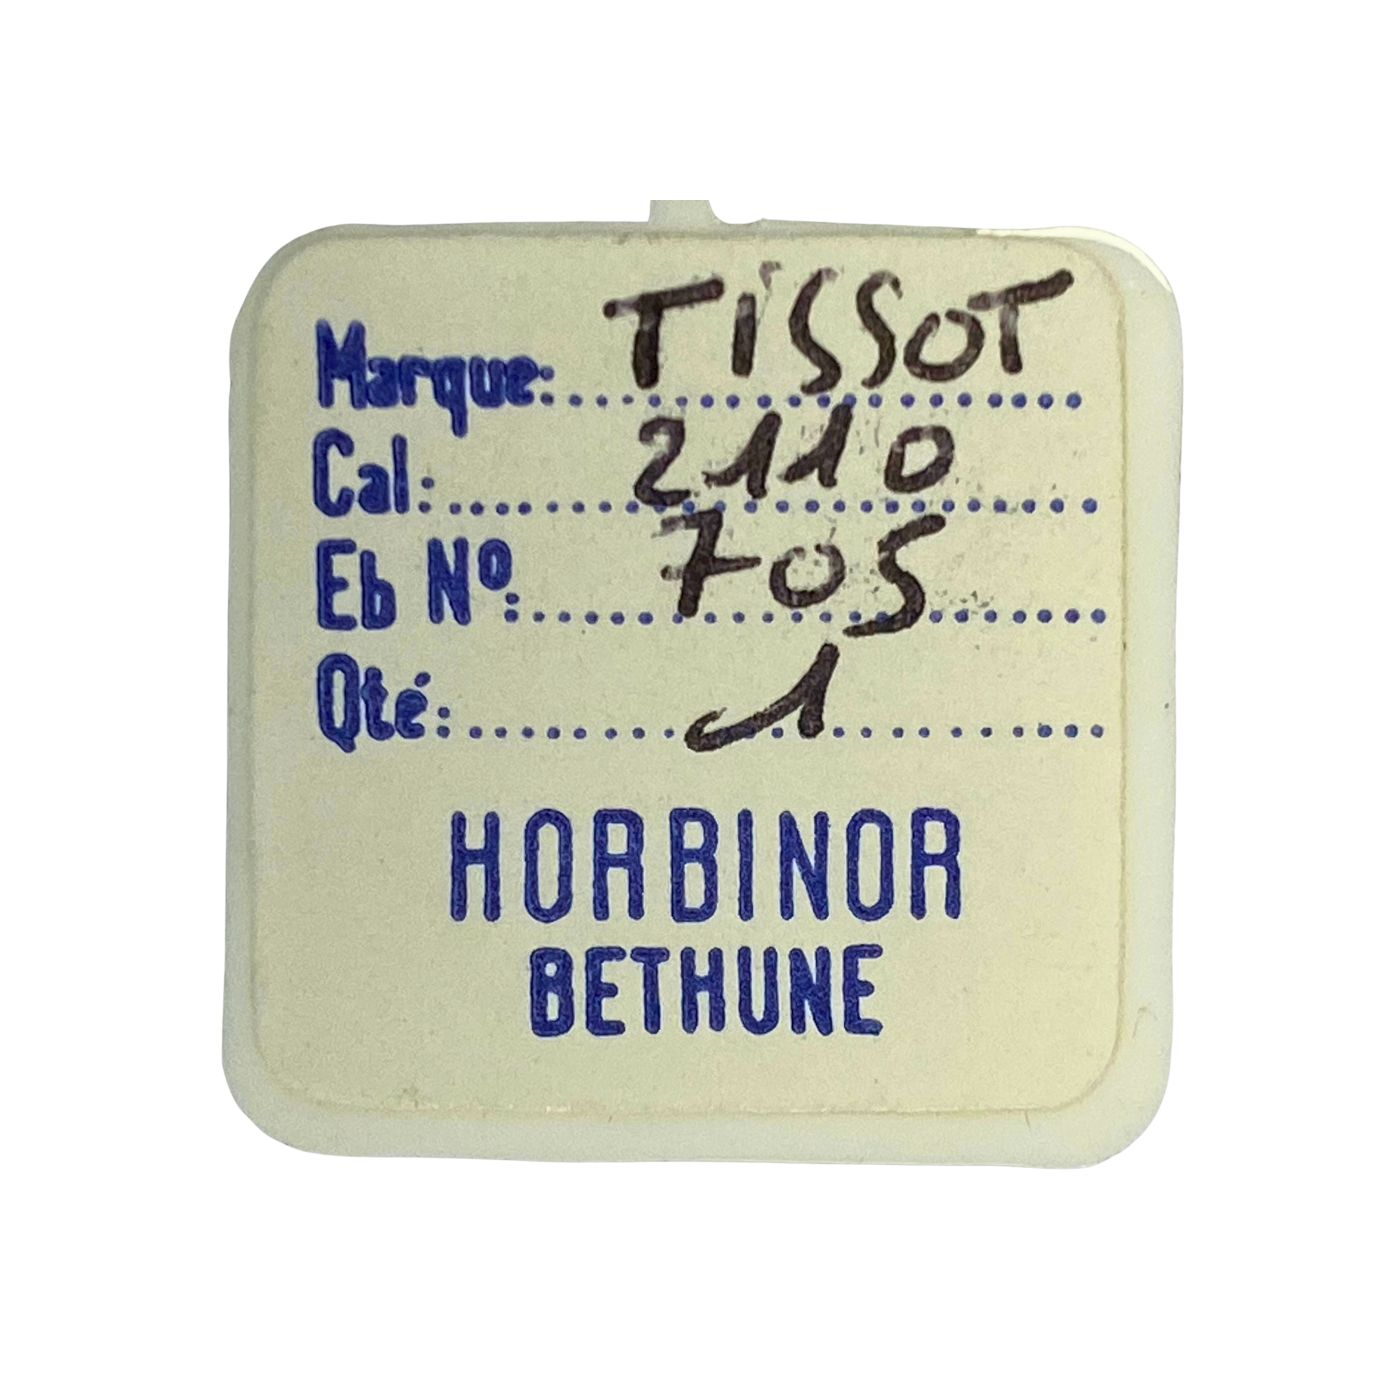 Marque: TISSOT
Cal: 2110
Eb Nº: 705
Qté: 1
HORBINOR
BETHUNE